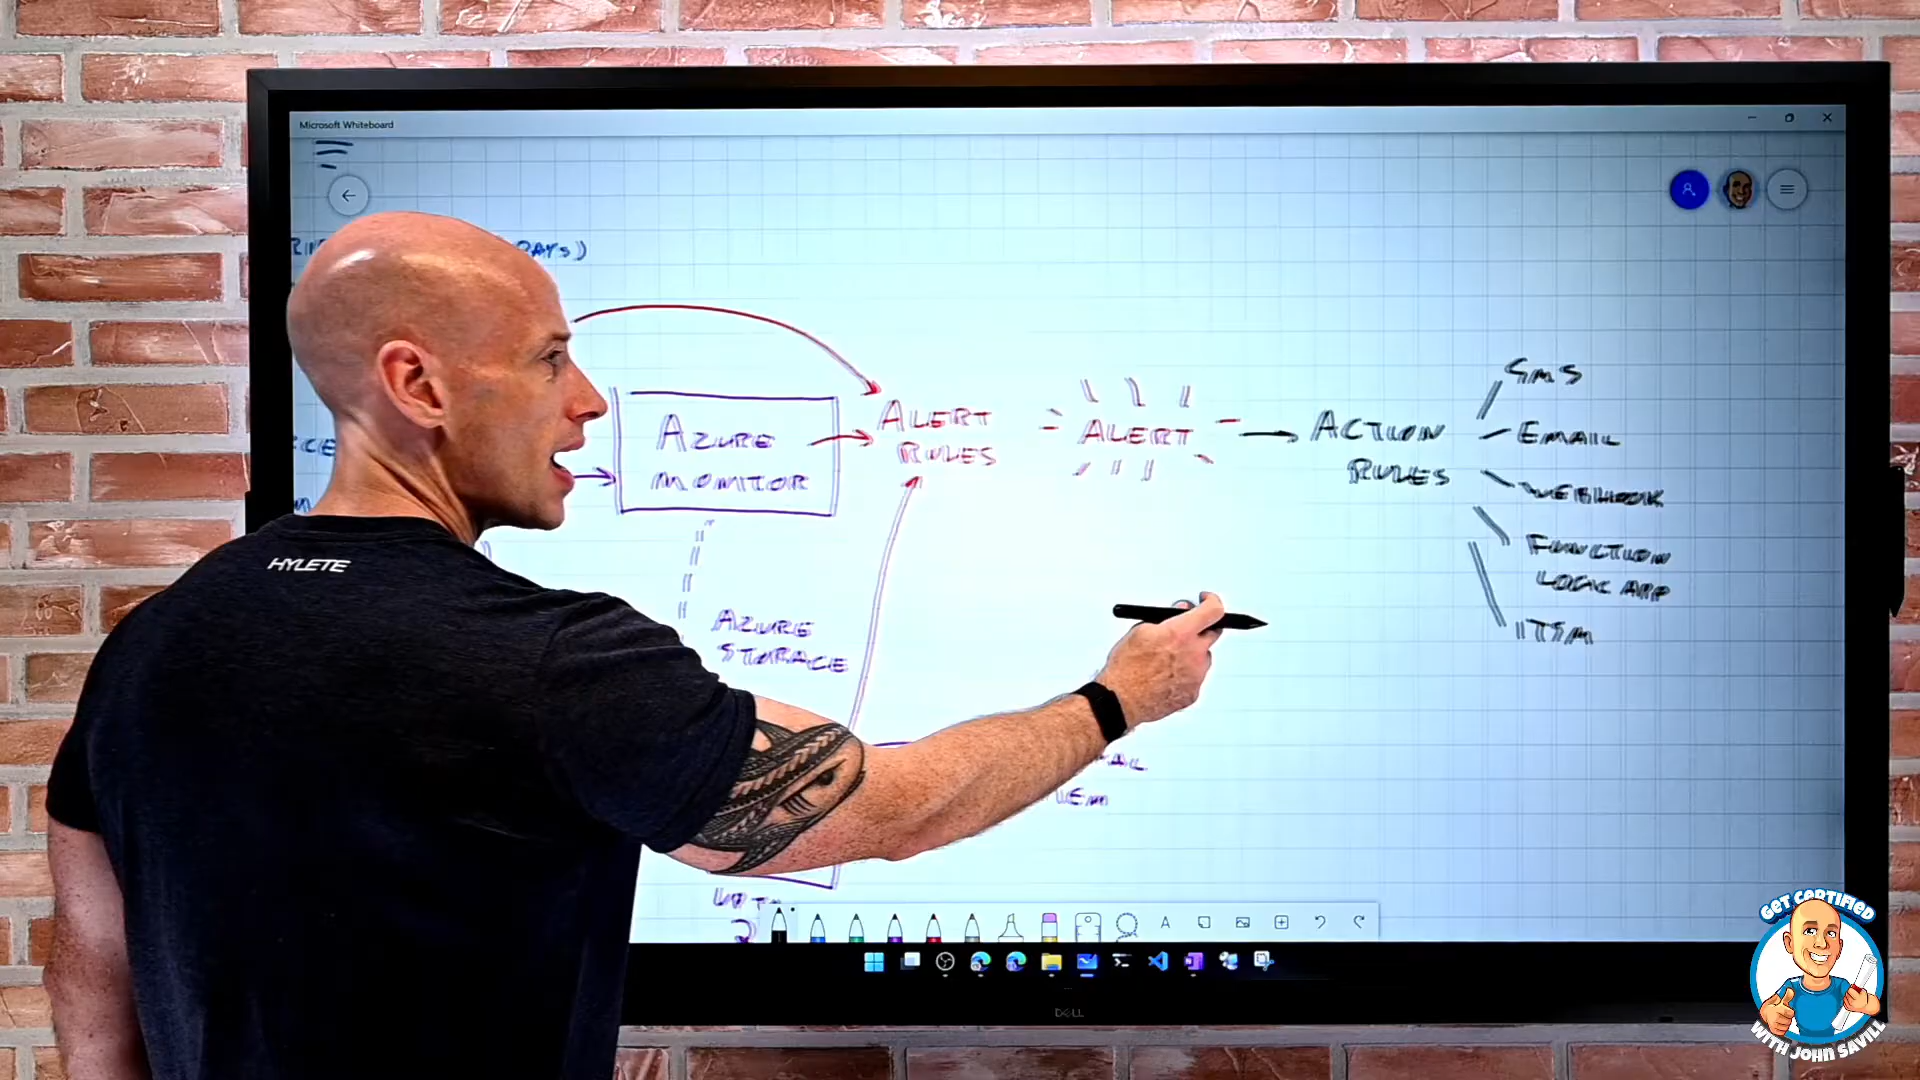 Microsoft Whiteboard
DAYS)
AZURE
MONITOR
ALERT
RULES
ALERT
ACTION
RULES
SMS
EMAIL
WEBHOOK
FUNCTION
LOGIC APP
ITSM
AZURE
STORAGE
HYLETE
DELL
GET CERTIFIED
WITH JOHN SAVILL